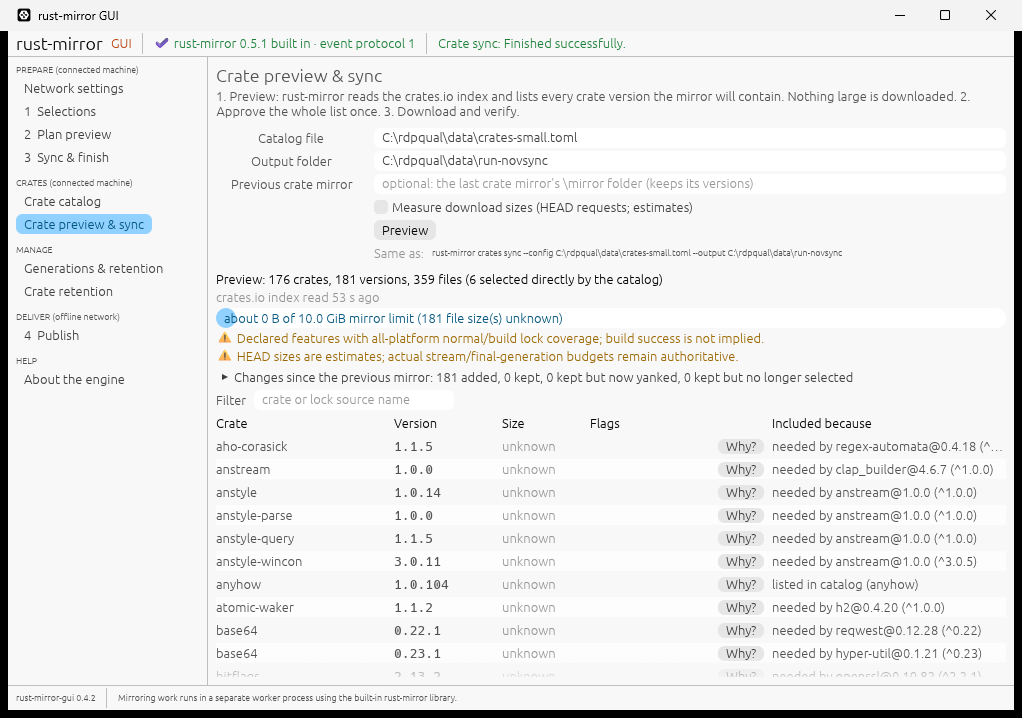 rust-mirror GUI
rust-mirror GUI
rust-mirror 0.5.1 built in · event protocol 1
Crate sync: Finished successfully.
PREPARE (connected machine)
Network settings
1 Selections
2 Plan preview
3 Sync & finish
CRATES (connected machine)
Crate catalog
Crate preview & sync
MANAGE
Generations & retention
Crate retention
DELIVER (offline network)
4 Publish
HELP
About the engine
Crate preview & sync
1. Preview: rust-mirror reads the crates.io index and lists every crate version the mirror will contain. Nothing large is downloaded. 2.
Approve the whole list once. 3. Download and verify.
Catalog file C:\rdpqual\data\crates-small.toml
Output folder C:\rdpqual\data\run-novsync
Previous crate mirror optional: the last crate mirror's \mirror folder (keeps its versions)
Measure download sizes (HEAD requests; estimates)
Preview
Same as: rust-mirror crates sync --config C:\rdpqual\data\crates-small.toml --output C:\rdpqual\data\run-novsync
Preview: 176 crates, 181 versions, 359 files (6 selected directly by the catalog)
crates.io index read 53 s ago
about 0 B of 10.0 GiB mirror limit (181 file size(s) unknown)
Declared features with all-platform normal/build lock coverage; build success is not implied.
HEAD sizes are estimates; actual stream/final-generation budgets remain authoritative.
Changes since the previous mirror: 181 added, 0 kept, 0 kept but now yanked, 0 kept but no longer selected
Filter crate or lock source name
Crate Version Size Flags Included because
aho-corasick 1.1.5 unknown Why? needed by regex-automata@0.4.18 (^…
anstream 1.0.0 unknown Why? needed by clap_builder@4.6.7 (^1.0.0)
anstyle 1.0.14 unknown Why? needed by anstream@1.0.0 (^1.0.0)
anstyle-parse 1.0.0 unknown Why? needed by anstream@1.0.0 (^1.0.0)
anstyle-query 1.1.5 unknown Why? needed by anstream@1.0.0 (^1.0.0)
anstyle-wincon 3.0.11 unknown Why? needed by anstream@1.0.0 (^3.0.5)
anyhow 1.0.104 unknown Why? listed in catalog (anyhow)
atomic-waker 1.1.2 unknown Why? needed by h2@0.4.20 (^1.0.0)
base64 0.22.1 unknown Why? needed by reqwest@0.12.28 (^0.22)
base64 0.23.1 unknown Why? needed by hyper-util@0.1.21 (^0.23)
bitflags unknown Why? needed by
rust-mirror-gui 0.4.2
Mirroring work runs in a separate worker process using the built-in rust-mirror library.